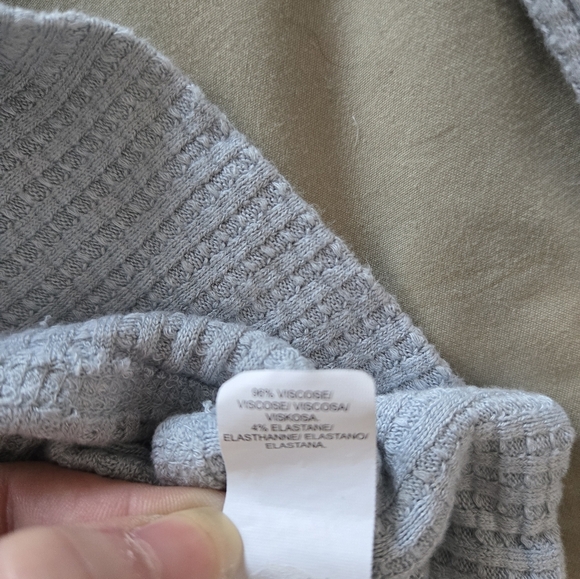 96% VISCOSE/
VISCOSE/ VISCOSA/
VISKOSA.
4% ELASTANE/
ELASTHANNE/ ELASTANO/
ELASTANA.